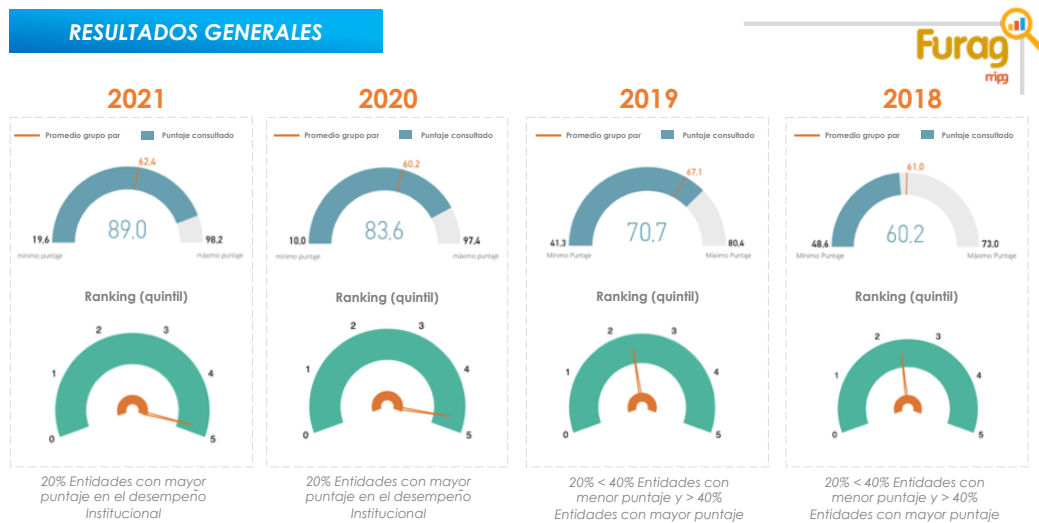 RESULTADOS GENERALES
Furag
mipg
2021
Promedio grupo par
Puntaje consultado
62,4
89,0
19,6
98,2
mínimo puntaje
máximo puntaje
Ranking (quintil)
0
1
2
3
4
5
20% Entidades con mayor
puntaje en el desempeño
Institucional
2020
Promedio grupo par
Puntaje consultado
60,2
83,6
10,0
97,4
mínimo puntaje
máximo puntaje
Ranking (quintil)
0
1
2
3
4
5
20% Entidades con mayor
puntaje en el desempeño
Institucional
2019
Promedio grupo par
Puntaje consultado
67,1
70,7
41,3
80,4
Mínimo Puntaje
Máximo Puntaje
Ranking (quintil)
0
1
2
3
4
5
20% < 40% Entidades con
menor puntaje y > 40%
Entidades con mayor puntaje
2018
Promedio grupo par
Puntaje consultado
61,0
60,2
48,6
73,0
Mínimo Puntaje
Máximo Puntaje
Ranking (quintil)
0
1
2
3
4
5
20% < 40% Entidades con
menor puntaje y > 40%
Entidades con mayor puntaje